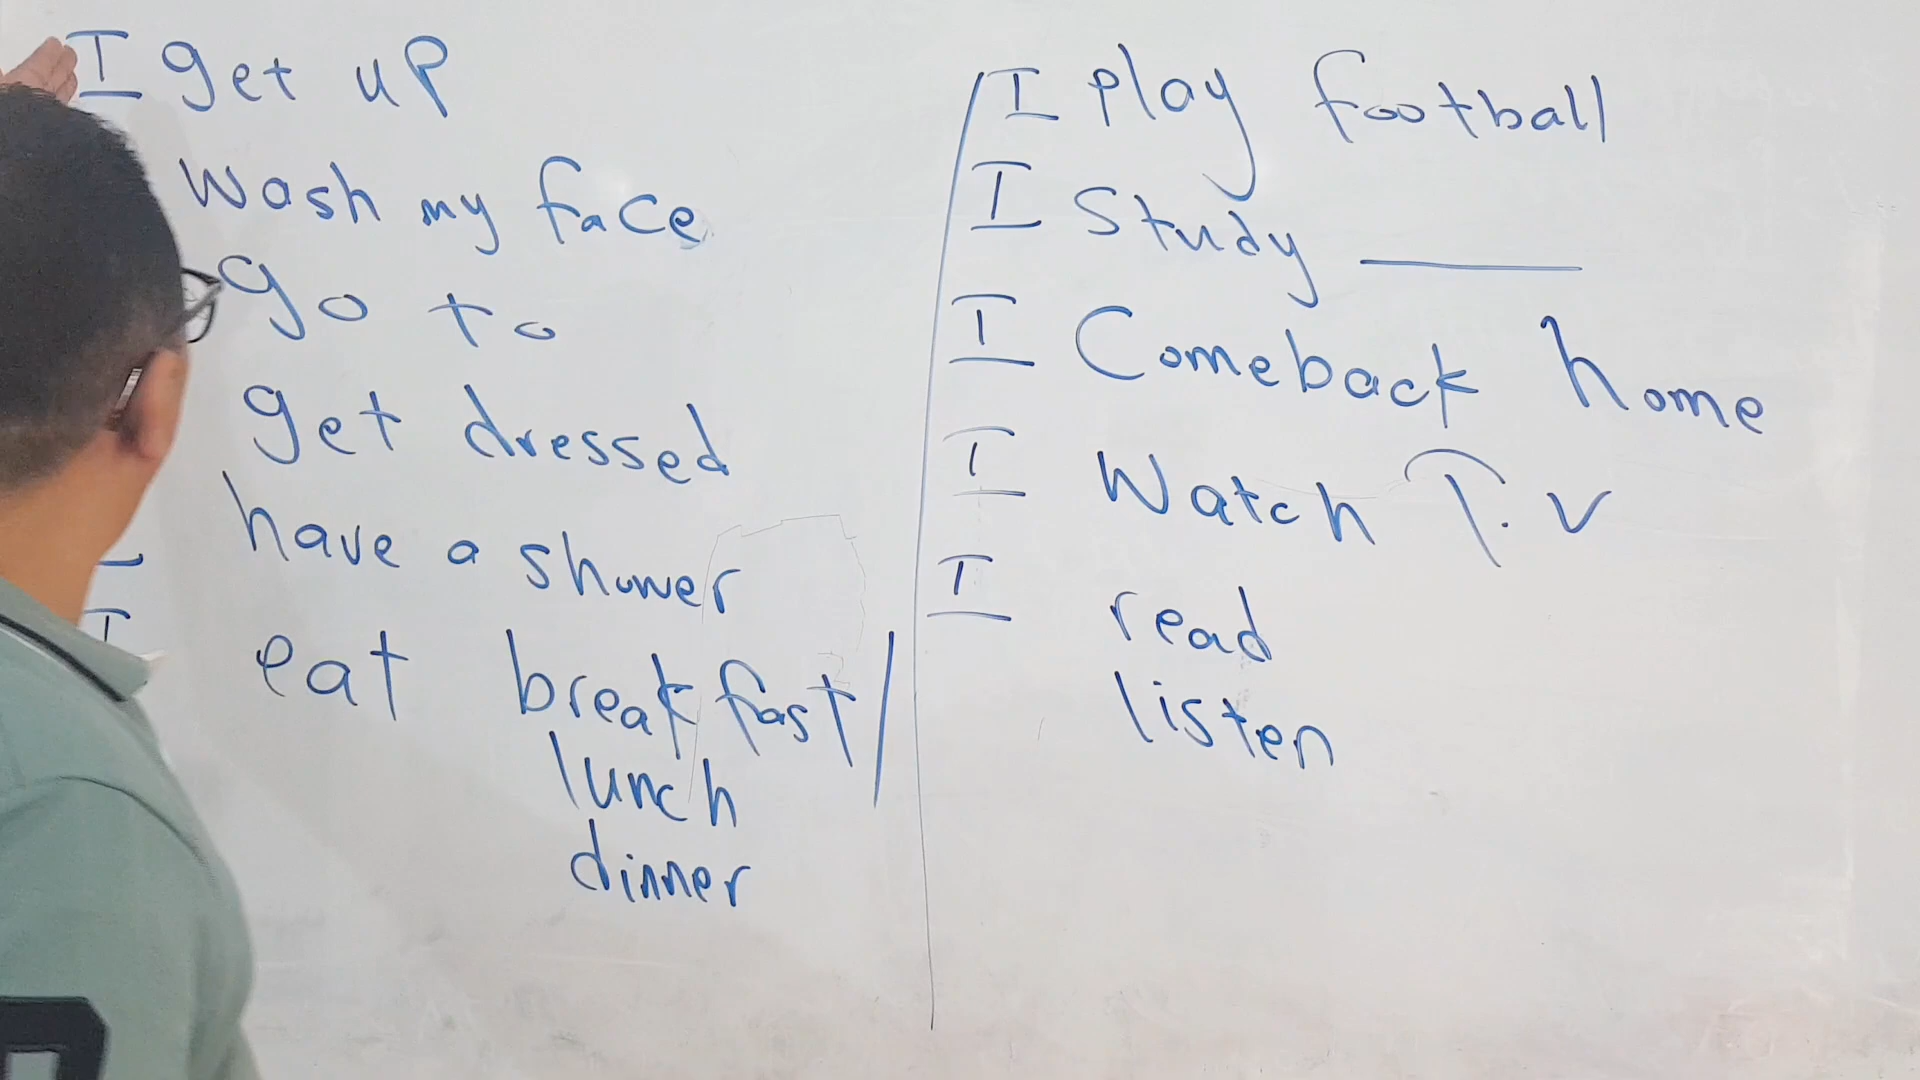 I get up
wash my face
go to
get dressed
have a shower
I eat breakfast/
lunch
dinner
I play football
I study ____
I Comeback home
I Watch T.V
I read
listen